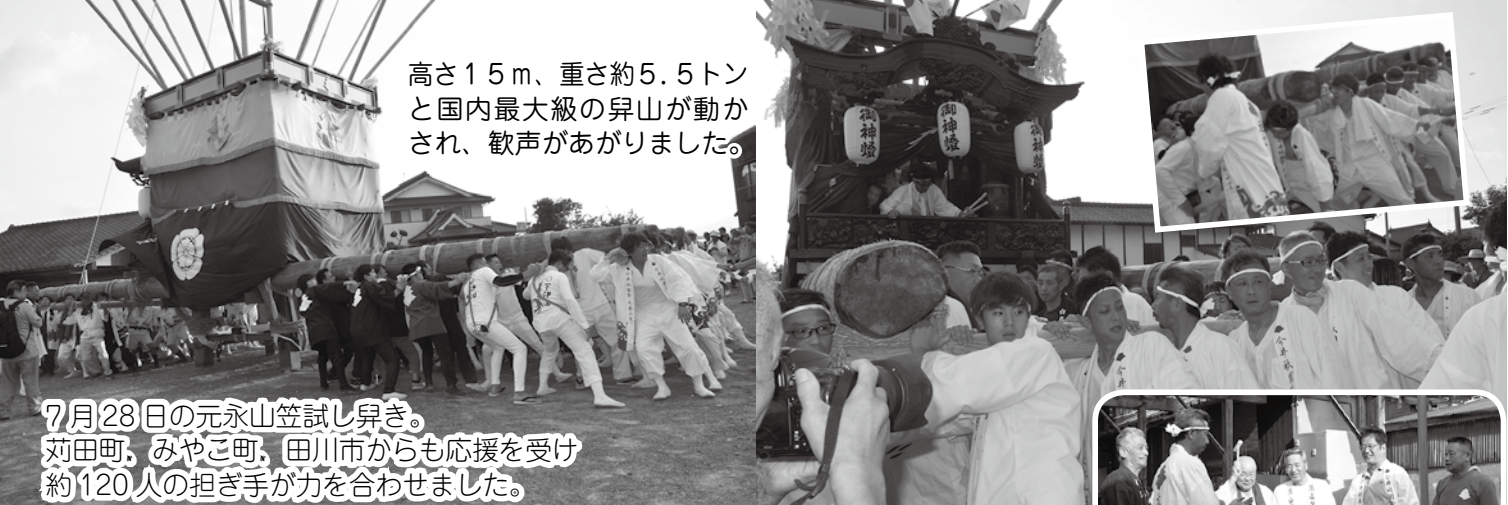 高さ15m、重さ約5.5トン
と国内最大級の舁山が動か
され、歓声があがりました。
7月28日の元永山笠試し舁き。
苅田町、みやこ町、田川市からも応援を受け
約120人の担ぎ手が力を合わせました。
御神燈
御神燈
御神燈